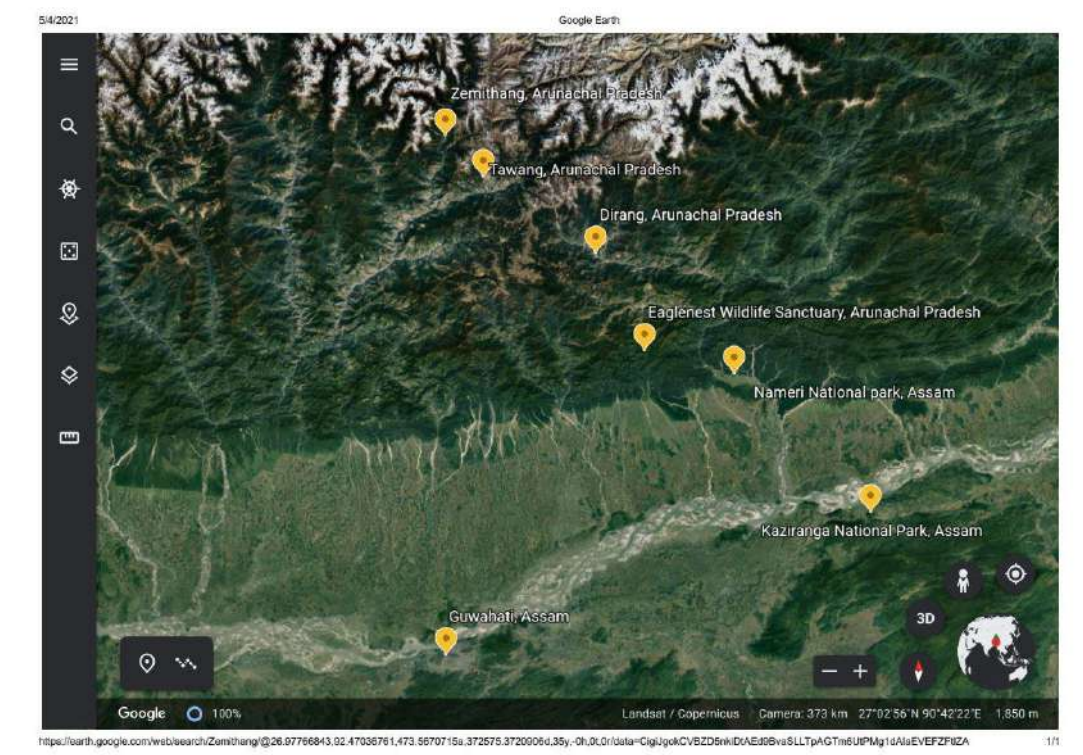 5/4/2021
Google Earth
Zemithang, Arunachal Pradesh
Tawang, Arunachal Pradesh
Dirang, Arunachal Pradesh
Eaglenest Wildlife Sanctuary, Arunachal Pradesh
Nameri National park, Assam
Kaziranga National Park, Assam
Guwahati, Assam
3D
Google
100%
Landsat / Copernicus Camera: 373 km 27°02'56"N 90°42'22"E 1,850 m
1/1